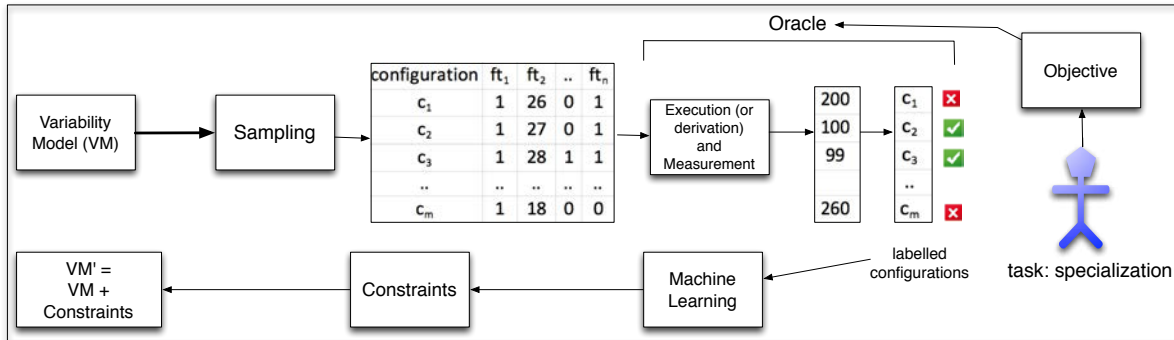 Oracle
Objective
Variability
Model (VM)
Sampling
configuration ft1 ft2 .. ftn
c1 1 26 0 1
c2 1 27 0 1
c3 1 28 1 1
.. .. .. .. ..
cm 1 18 0 0
Execution (or
derivation)
and
Measurement
200
100
99
260
c1
c2
c3
..
cm
task: specialization
labelled
configurations
Machine
Learning
Constraints
VM' =
VM +
Constraints